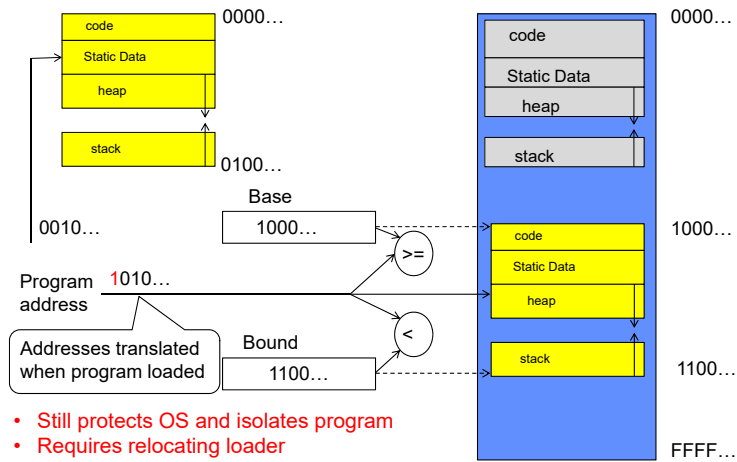 code
Static Data
heap
stack
0000…
0100…
0010…
Base
1000…
>=
Program
address
1010…
<
Addresses translated
when program loaded
Bound
1100…
• Still protects OS and isolates program
• Requires relocating loader
code
Static Data
heap
stack
code
Static Data
heap
stack
0000…
1000…
1100…
FFFF…